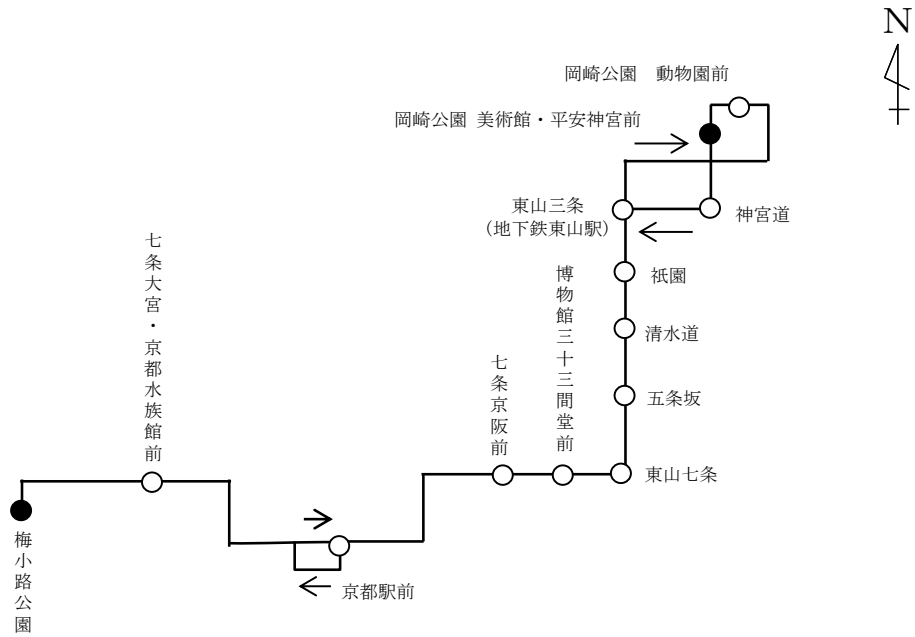 N
岡崎公園　動物園前
岡崎公園 美術館・平安神宮前
東山三条
(地下鉄東山駅)
神宮道
祇園
清水道
五条坂
東山七条
博物館三十三間堂前
七条京阪前
七条大宮・京都水族館前
京都駅前
梅小路公園